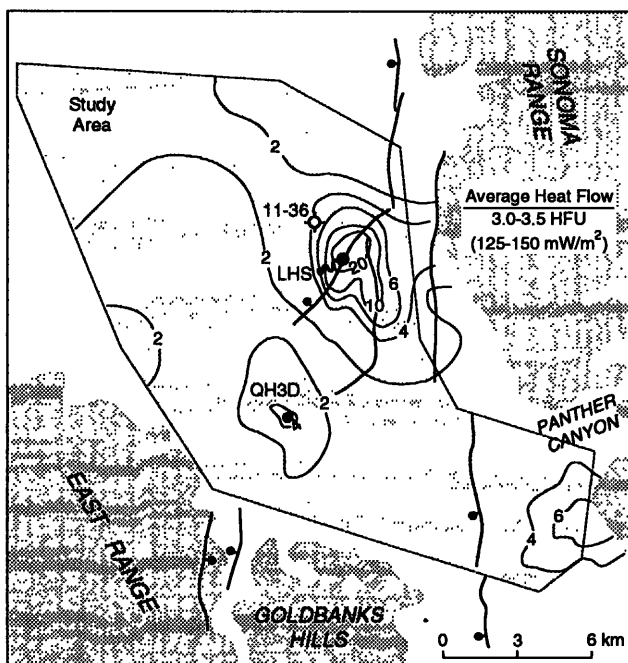 SONOMA
RANGE
Study
Area
2
Average Heat Flow
3.0-3.5 HFU
(125-150 mW/m²)
11-36
2
LHS
20
6
10
4
2
QH3D
2
PANTHER
CANYON
EAST RANGE
6
4
GOLDBANKS
HILLS
0 3 6 km